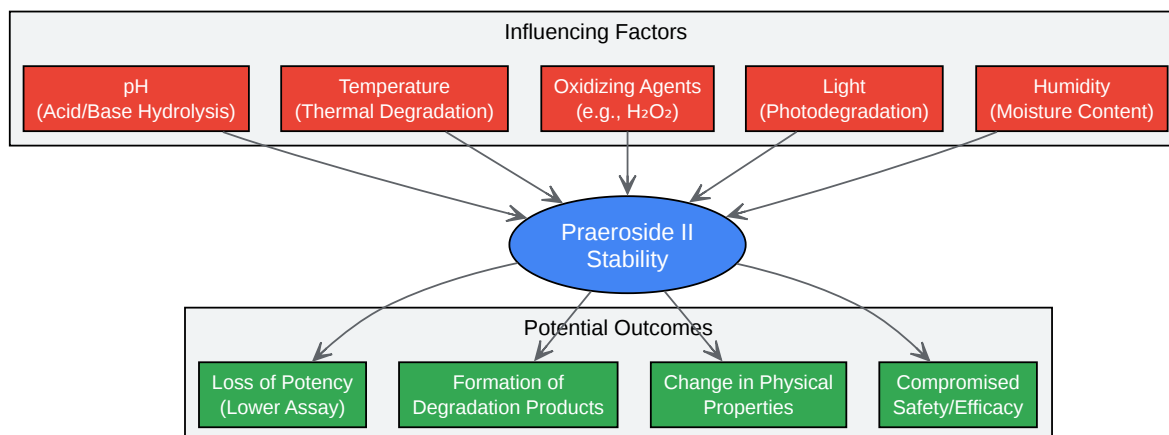 Influencing Factors
pH
(Acid/Base Hydrolysis)
Temperature
(Thermal Degradation)
Oxidizing Agents
(e.g., H₂O₂)
Light
(Photodegradation)
Humidity
(Moisture Content)
Praeroside II
Stability
Potential Outcomes
Loss of Potency
(Lower Assay)
Formation of
Degradation Products
Change in Physical
Properties
Compromised
Safety/Efficacy